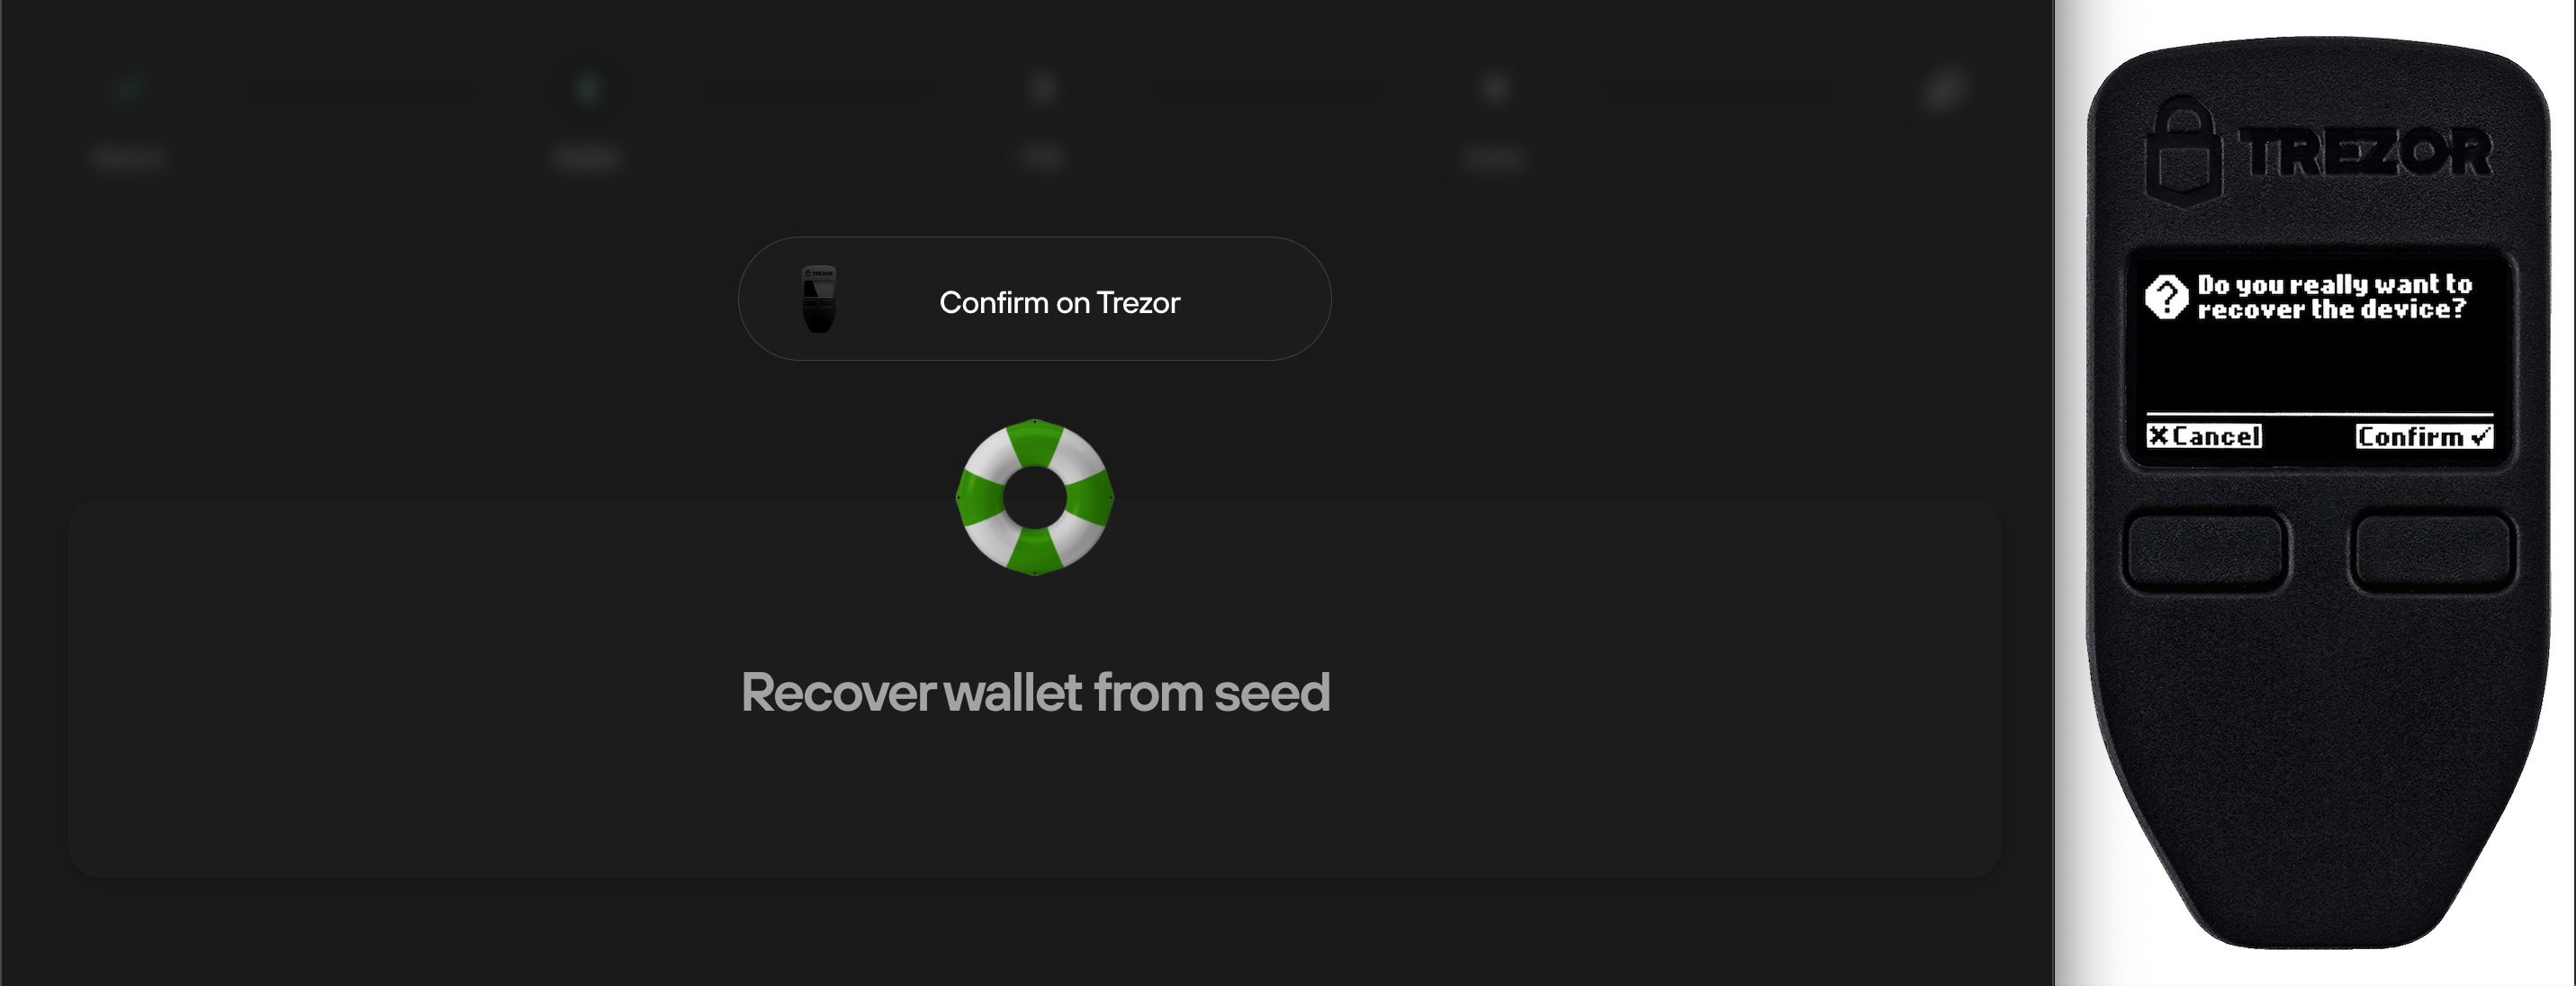 Confirm on Trezor
Recover wallet from seed
TREZOR
Do you really want to
recover the device?
Cancel
Confirm